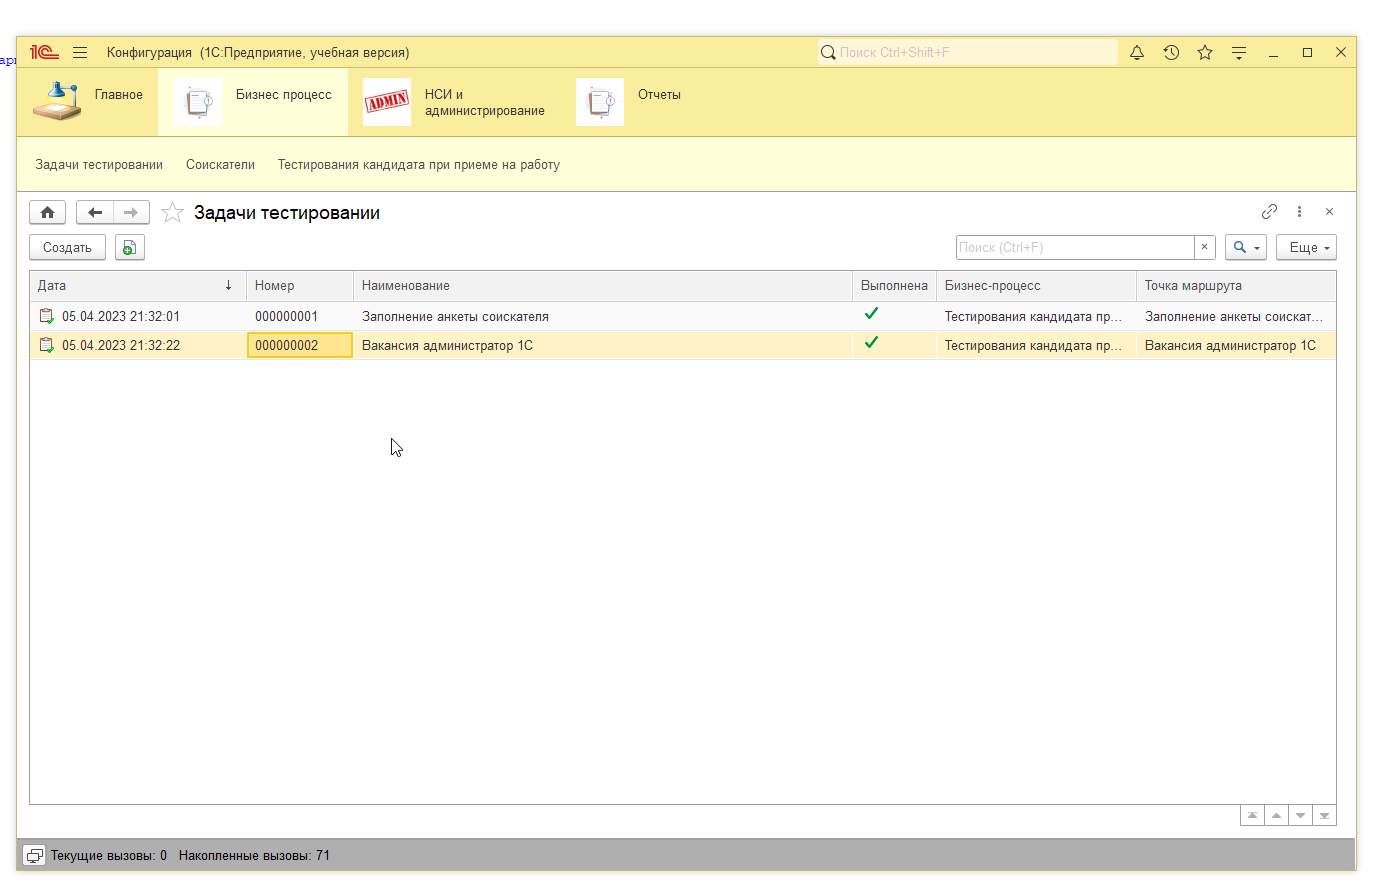 1С Конфигурация (1С:Предприятие, учебная версия) Поиск Ctrl+Shift+F
Главное Бизнес процесс ADMIN НСИ и администрирование Отчеты
Задачи тестировании Соискатели Тестирования кандидата при приеме на работу
Задачи тестировании
Создать Поиск (Ctrl+F) × Еще
Дата ↓ Номер Наименование Выполнена Бизнес-процесс Точка маршрута
05.04.2023 21:32:01 000000001 Заполнение анкеты соискателя Тестирования кандидата пр... Заполнение анкеты соискат...
05.04.2023 21:32:22 000000002 Вакансия администратор 1С Тестирования кандидата пр... Вакансия администратор 1С
Текущие вызовы: 0 Накопленные вызовы: 71